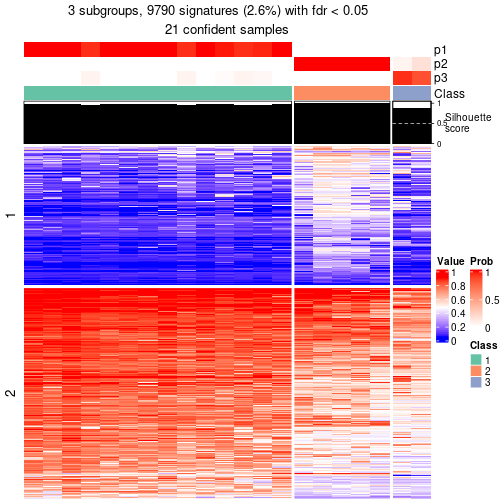 3 subgroups, 9790 signatures (2.6%) with fdr < 0.05
21 confident samples
p1
p2
p3
Class
1
0.5
0
Silhouette
score
1
2
Value
1
0.8
0.6
0.4
0.2
0
Prob
1
0.5
0
Class
1
2
3